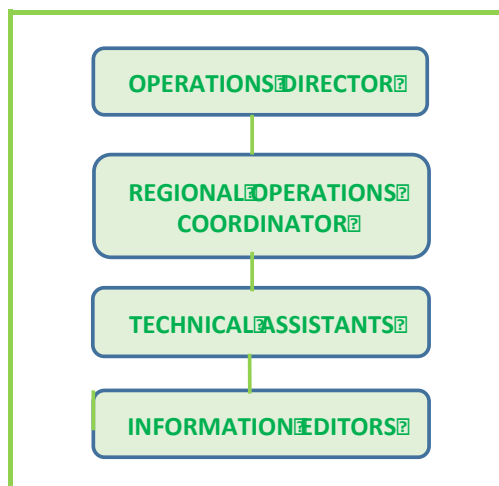 OPERATIONS DIRECTOR
REGIONAL OPERATIONS
COORDINATOR
TECHNICAL ASSISTANTS
INFORMATION EDITORS